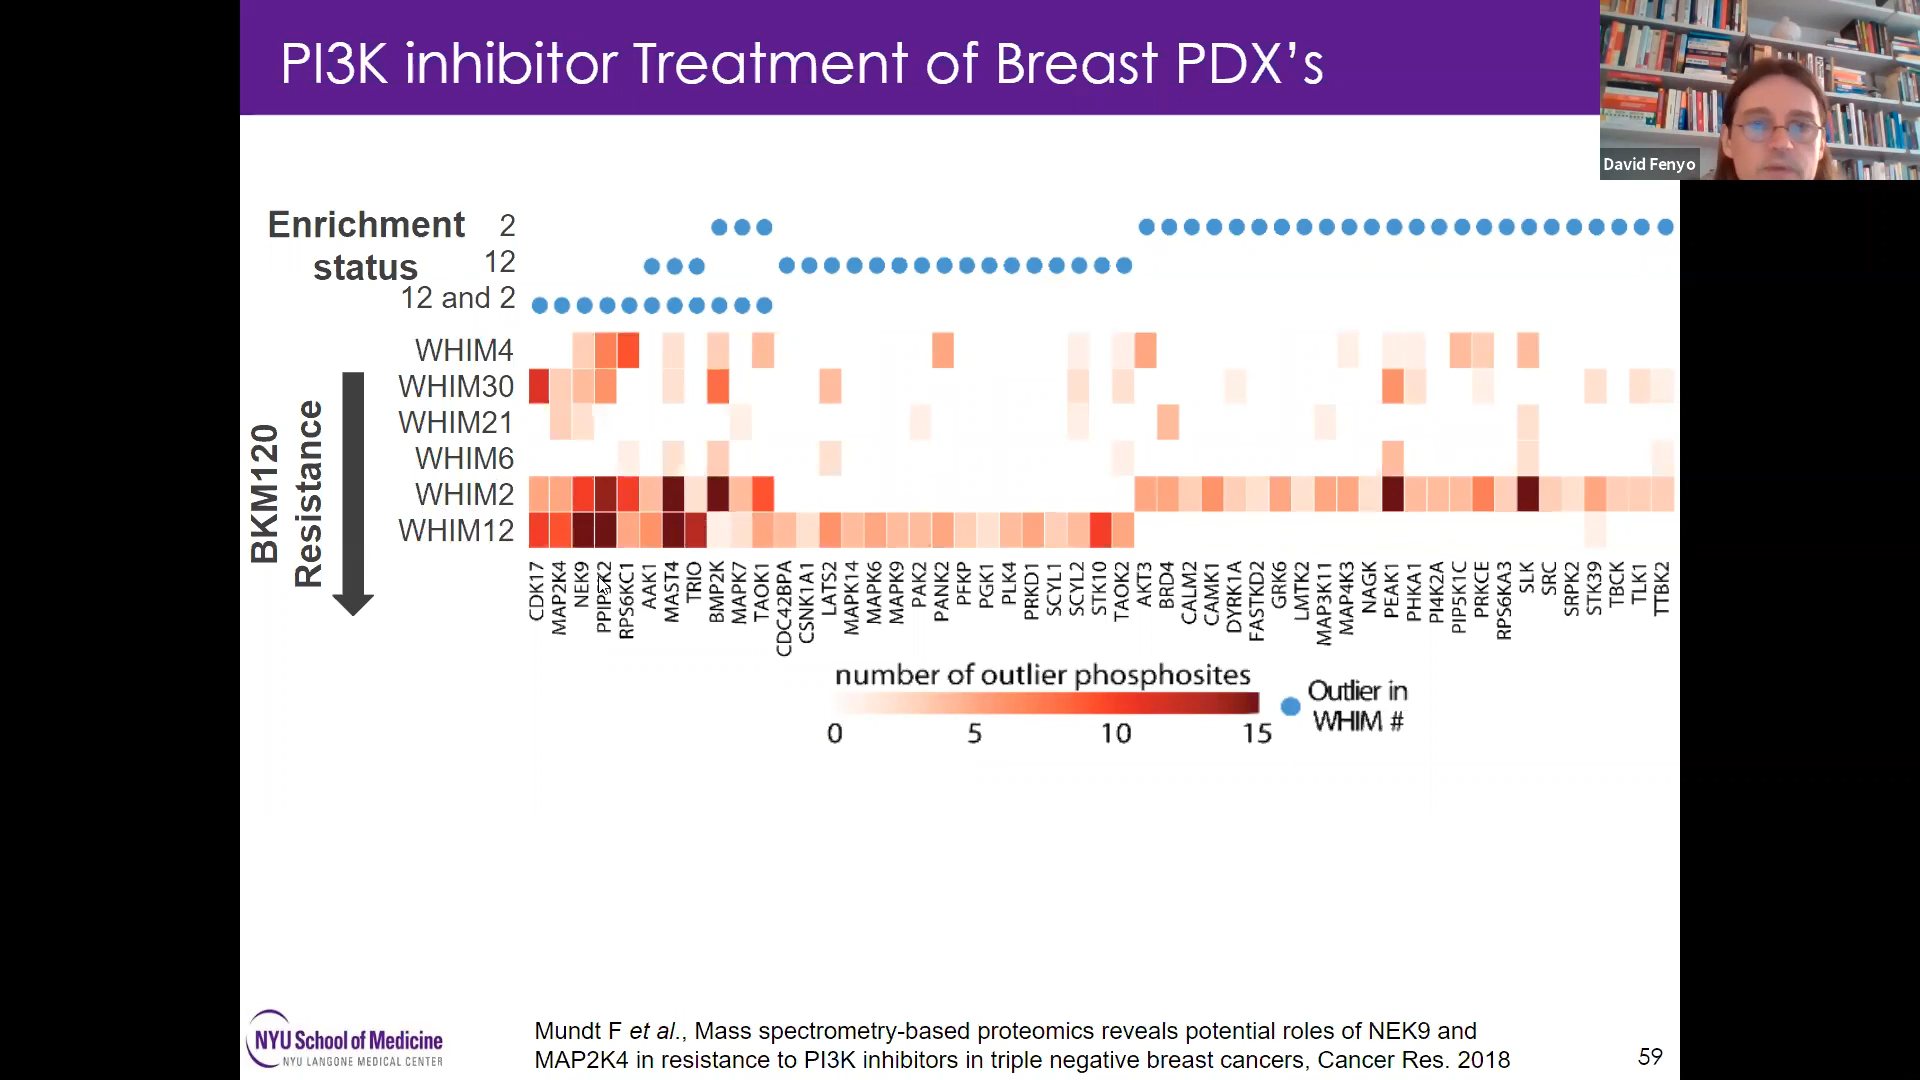 PI3K inhibitor Treatment of Breast PDX's
David Fenyo
Enrichment
status
2
12
12 and 2
WHIM4
WHIM30
WHIM21
WHIM6
WHIM2
WHIM12
BKM120
Resistance
CDK17
MAP2K4
NEK9
RPS6KC1
AAK1
MAST4
TRIO
BMP2K
MAPK7
TAOK1
CDC42BPA
CSNK1A1
LATS2
MAPK14
MAPK6
MAPK9
PAK2
PANK2
PFKP
PGK1
PLK4
PRKD1
SCYL1
SCYL2
STK10
TAOK2
AKT3
BRD4
CALM2
CAMK1
DYRK1A
FASTKD2
GRK6
LMTK2
MAP3K11
MAP4K3
NAGK
PEAK1
PHKA1
PI4K2A
PIP5K1C
PRKCE
RPS6KA3
SLK
SRC
SRPK2
STK39
TBCK
TLK1
TTBK2
number of outlier phosphosites
0 5 10 15
Outlier in
WHIM #
NYU School of Medicine
NYU LANGONE MEDICAL CENTER
Mundt F et al., Mass spectrometry-based proteomics reveals potential roles of NEK9 and
MAP2K4 in resistance to PI3K inhibitors in triple negative breast cancers, Cancer Res. 2018
59